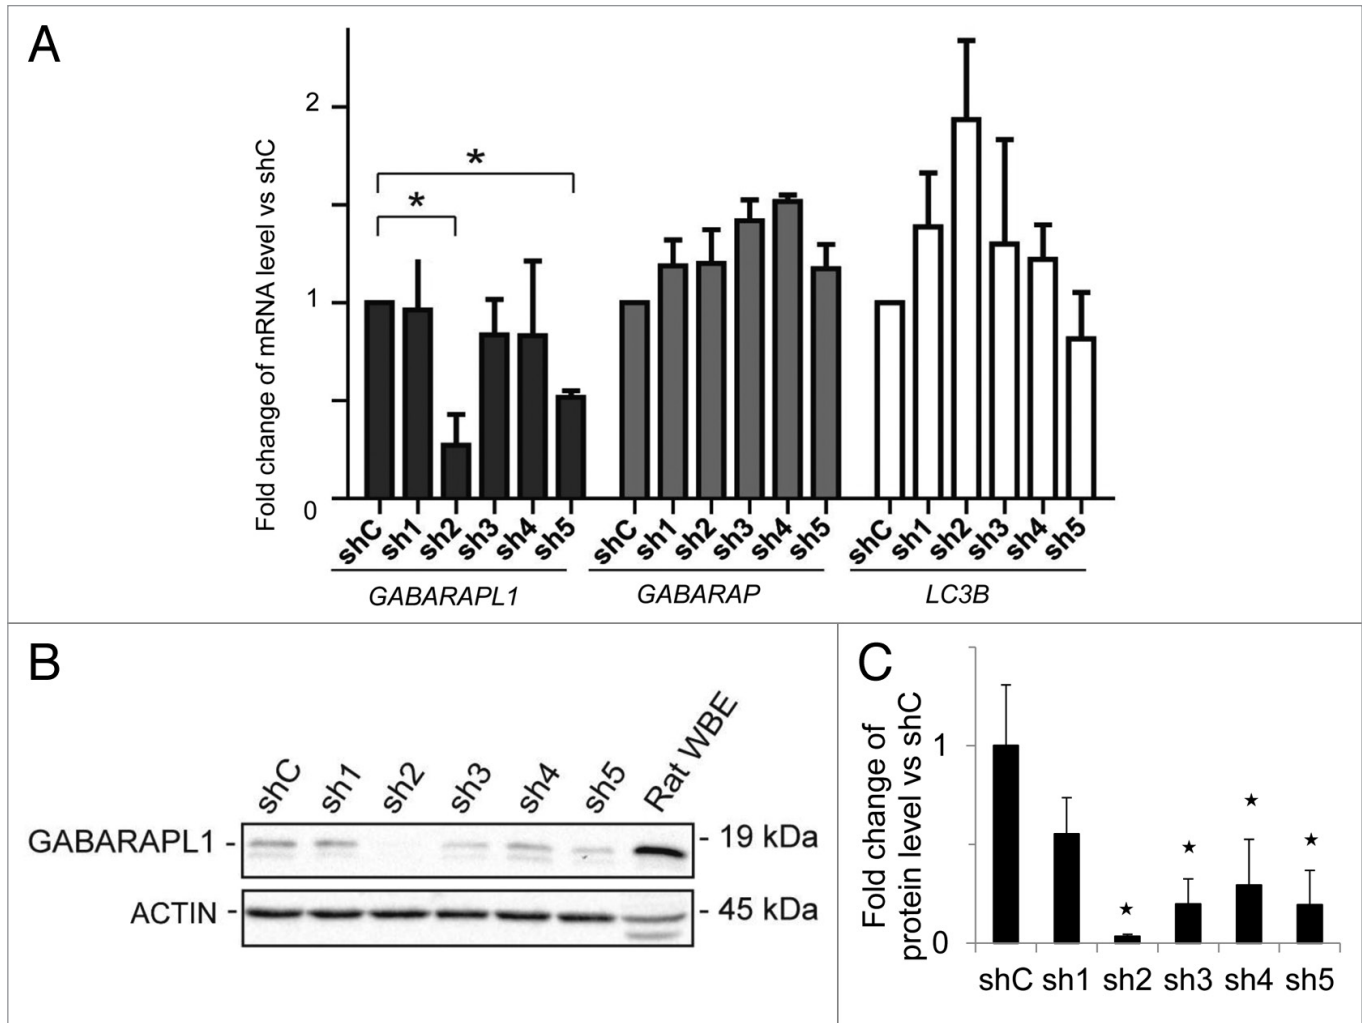 A
Fold change of mRNA level vs shC
2
1
0
*
*
shC sh1 sh2 sh3 sh4 sh5
shC sh1 sh2 sh3 sh4 sh5
shC sh1 sh2 sh3 sh4 sh5
GABARAPL1
GABARAP
LC3B
B
shC sh1 sh2 sh3 sh4 sh5 Rat WBE
GABARAPL1 -
- 19 kDa
ACTIN -
- 45 kDa
C
Fold change of
protein level vs shC
1
0
★
★
★
★
shC sh1 sh2 sh3 sh4 sh5